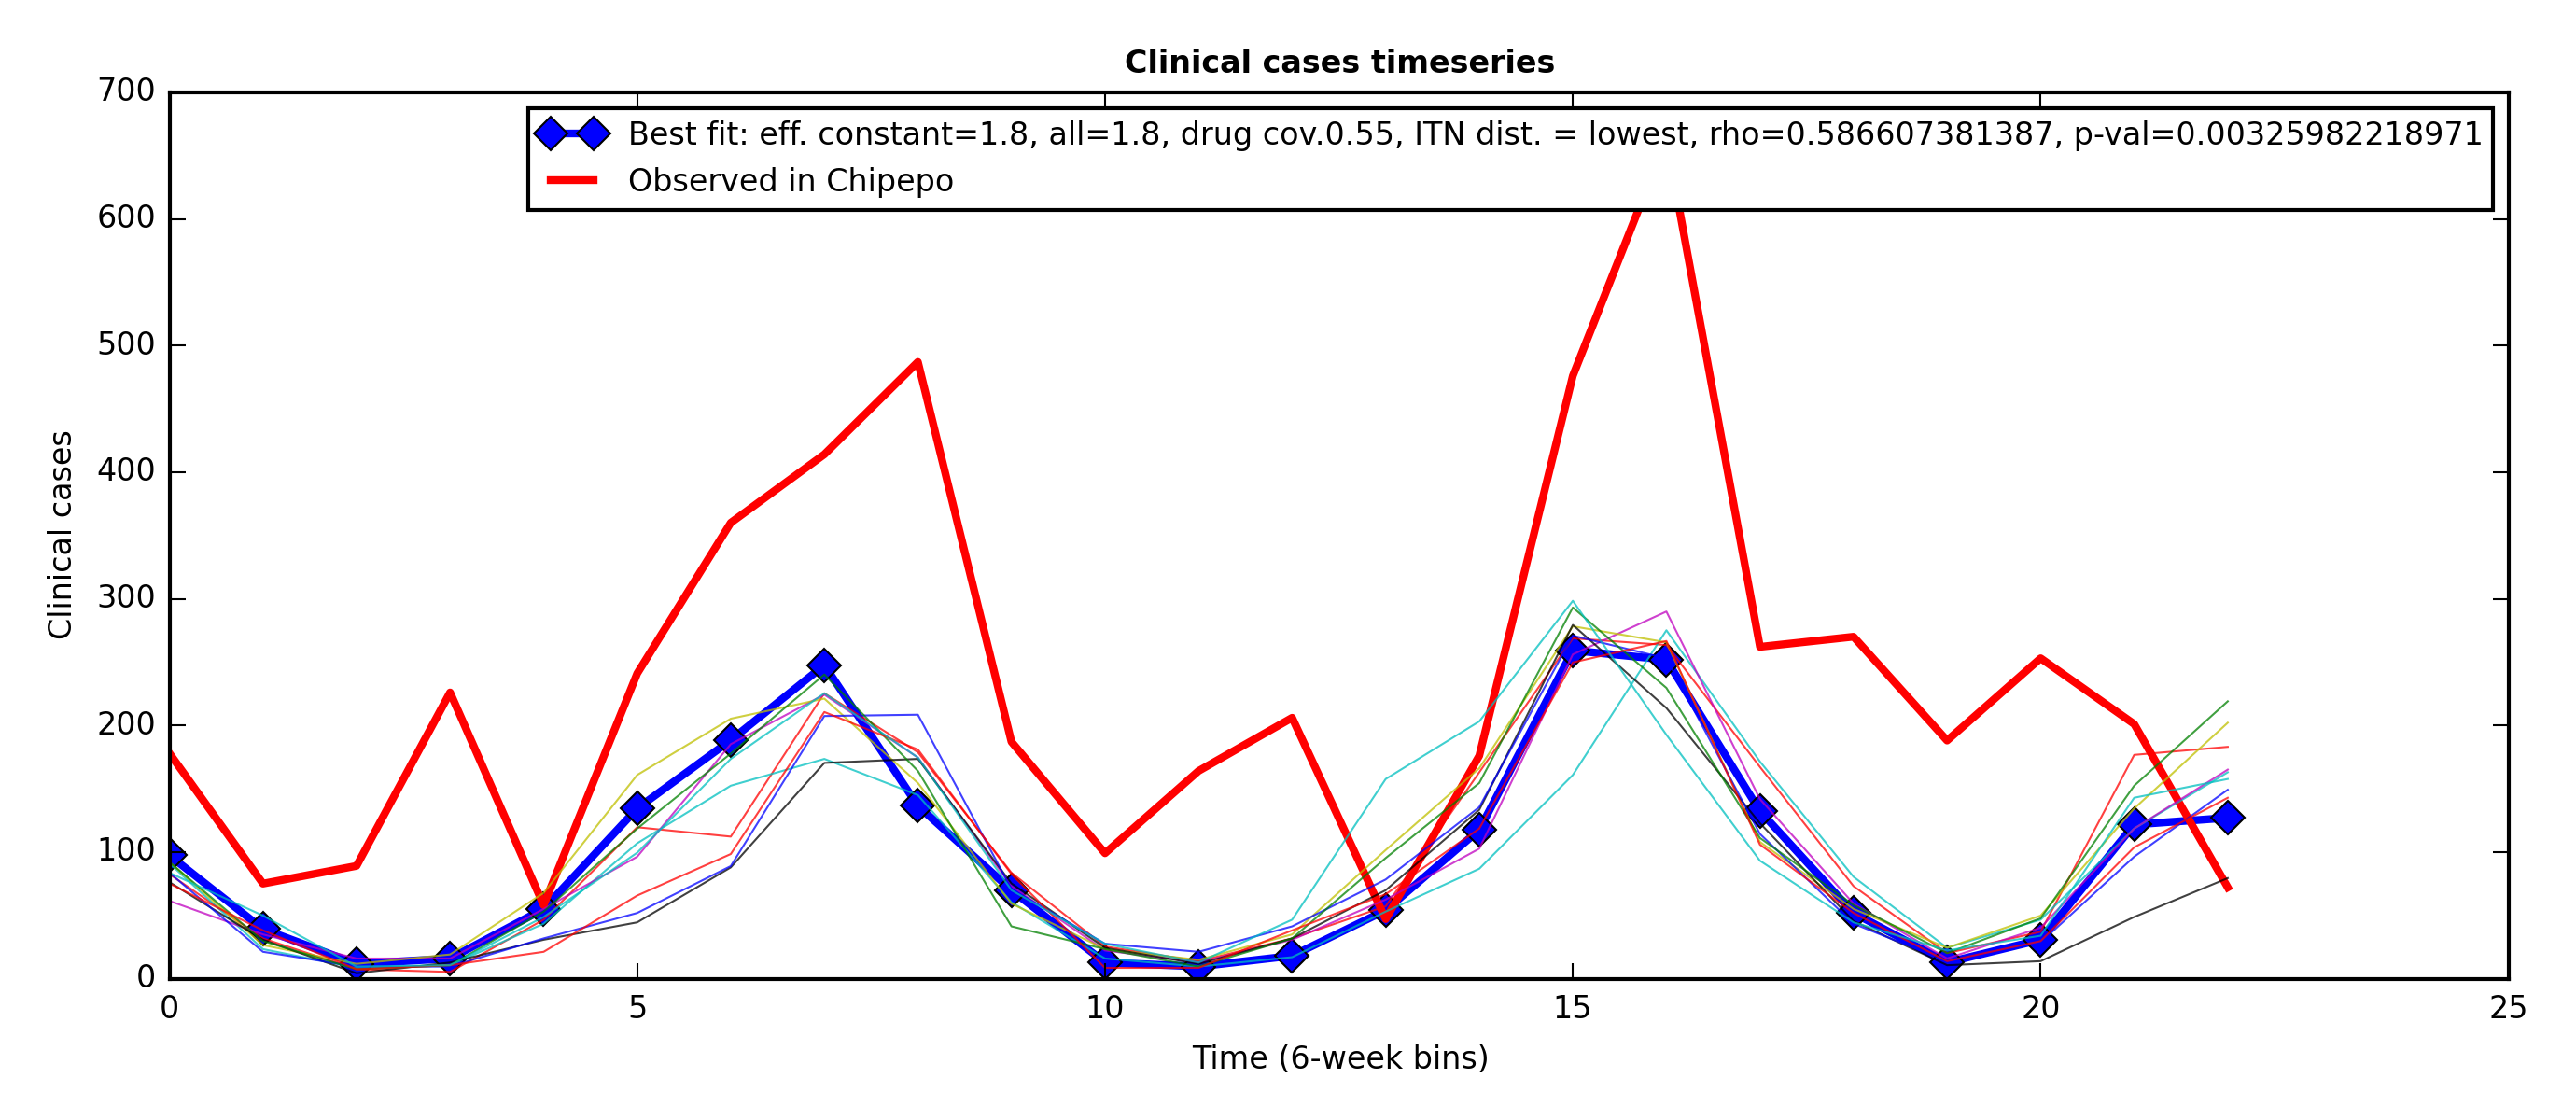 Clinical cases timeseries
700
600
500
400
300
200
100
0
Clinical cases
Best fit: eff. constant=1.8, all=1.8, drug cov.0.55, ITN dist. = lowest, rho=0.586607381387, p-val=0.00325982218971
Observed in Chipepo
0 5 10 15 20 25
Time (6-week bins)